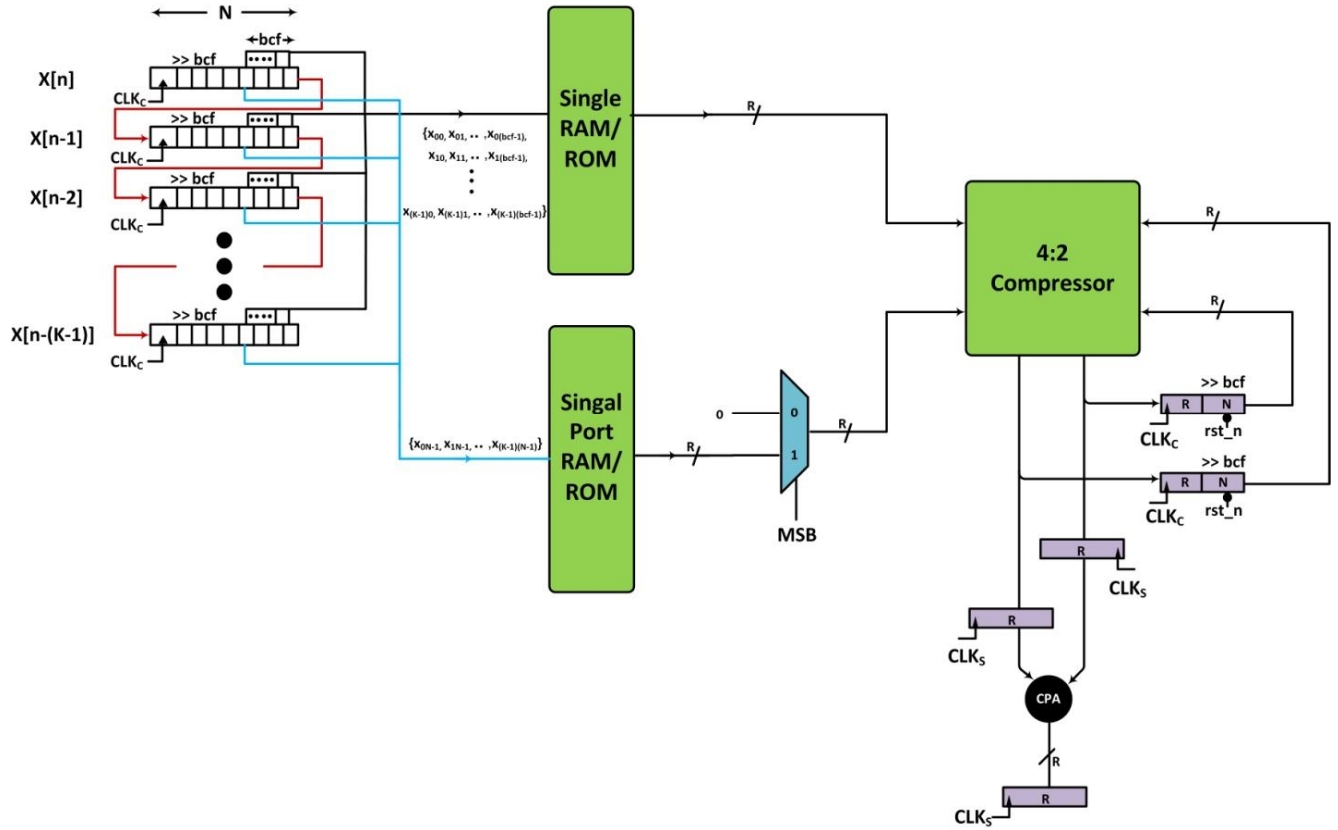 N
bcf
>> bcf
X[n]
CLKC
>> bcf
X[n-1]
CLKC
>> bcf
X[n-2]
CLKC
>> bcf
X[n-(K-1)]
CLKC
{x00, x01, .. ,x0(bcf-1),
x10, x11, .. ,x1(bcf-1),
x(K-1)0, x(K-1)1, .. ,x(K-1)(bcf-1)}
Single
RAM/
ROM
R
{x0N-1, x1N-1, .. ,x(K-1)(N-1)}
Singal
Port
RAM/
ROM
R
0
0
1
MSB
R
4:2
Compressor
R
R
>> bcf
R N
CLKC
rst_n
>> bcf
R N
CLKC
rst_n
R
CLKS
R
CLKS
CPA
R
R
CLKS